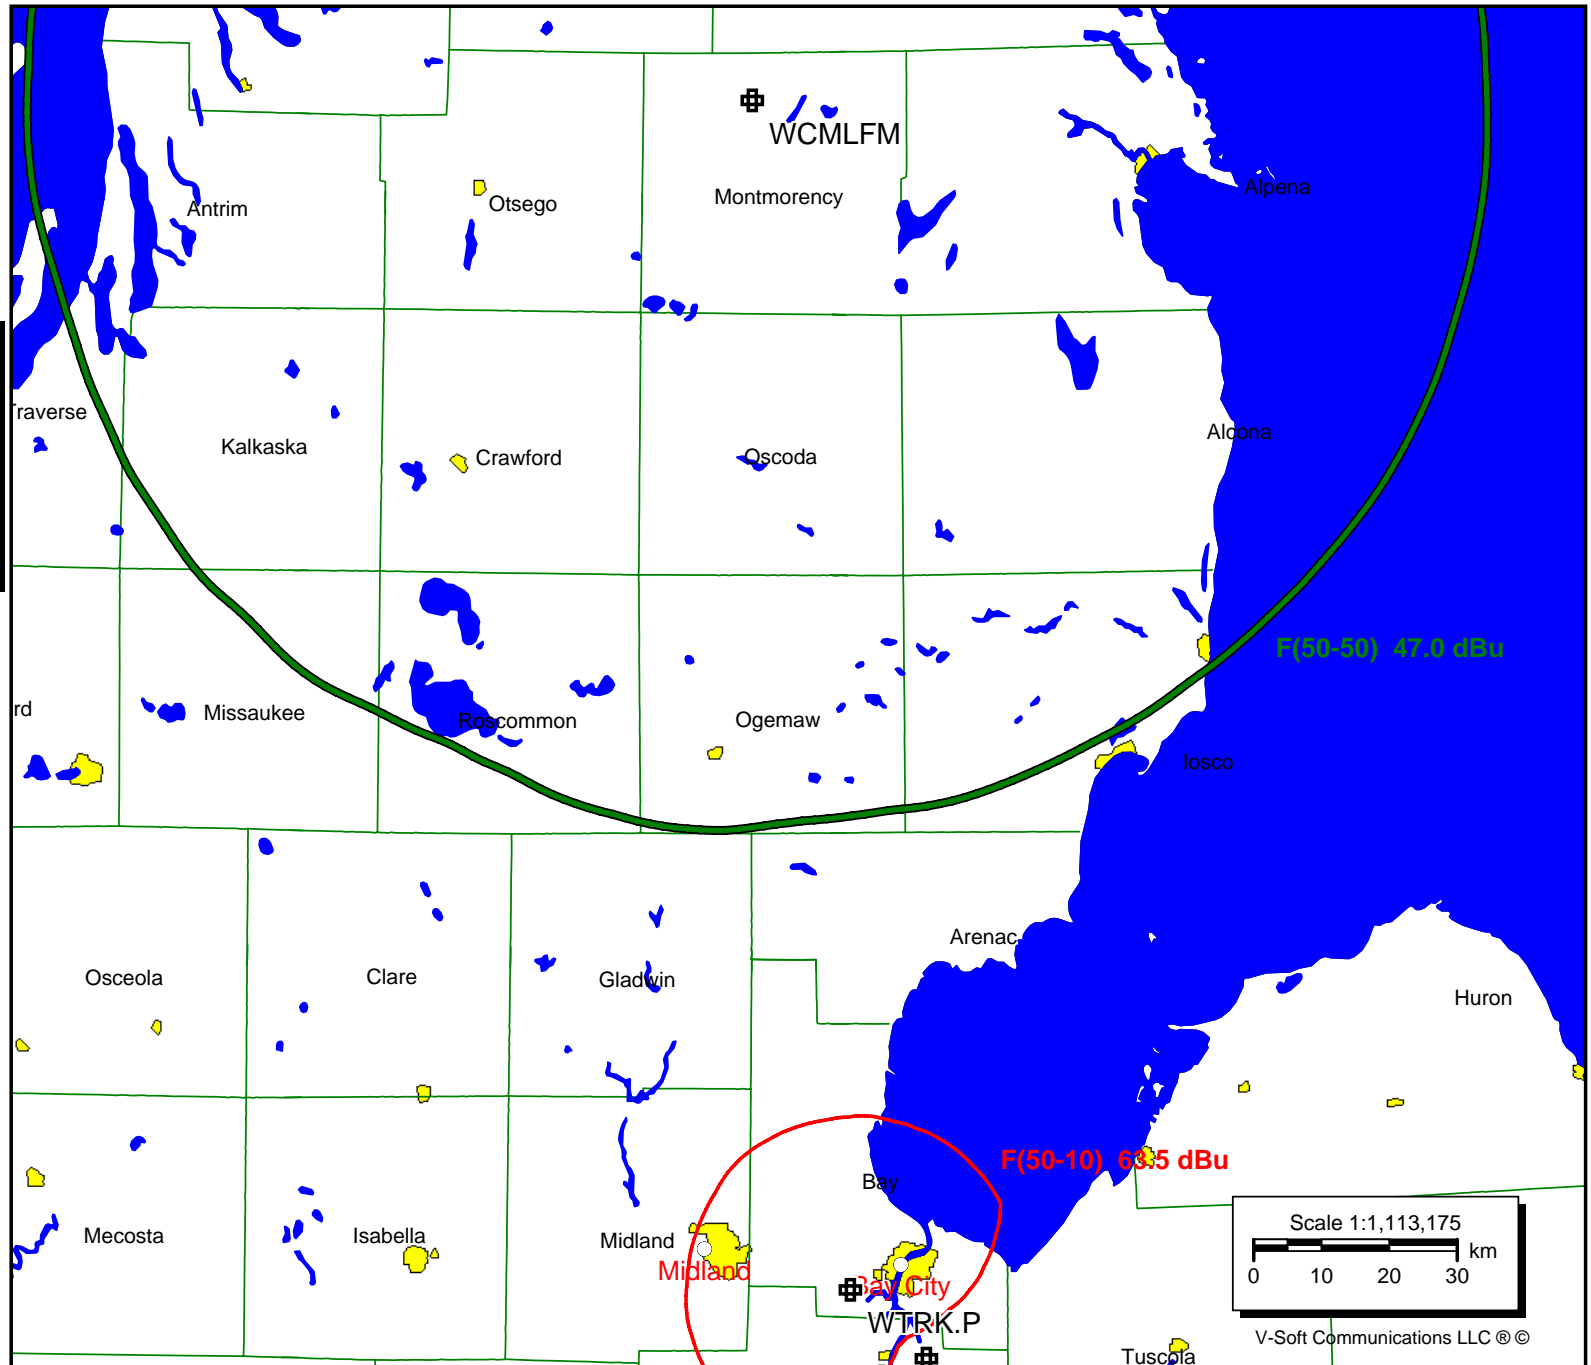 WCMLFM
Alpena
Montmorency
Otsego
Antrim
Traverse
Alcona
Kalkaska
Crawford
Oscoda
F(50-50) 47.0 dBu
rd
Missaukee
Roscommon
Ogemaw
Iosco
Arenac
Osceola
Clare
Gladwin
Huron
F(50-10) 63.5 dBu
Bay
Mecosta
Isabella
Midland
Midland
Bay City
WTRK.P
Scale 1:1,113,175
km
0 10 20 30
V-Soft Communications LLC ® ©
Tuscola